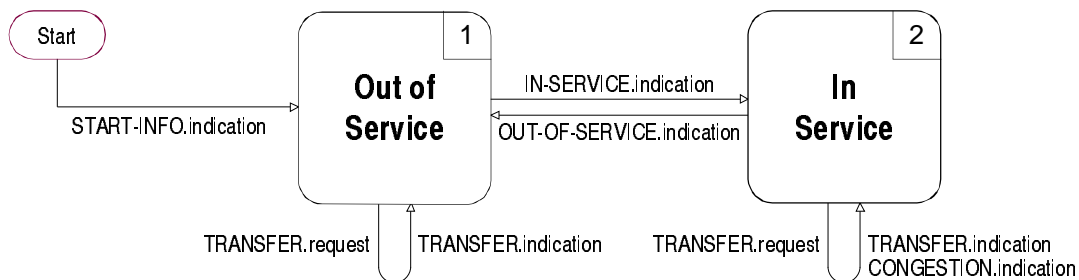 Start
1
2
Out of
Service
In
Service
IN-SERVICE.indication
OUT-OF-SERVICE.indication
START-INFO.indication
TRANSFER.request
TRANSFER.indication
TRANSFER.request
TRANSFER.indication
CONGESTION.indication